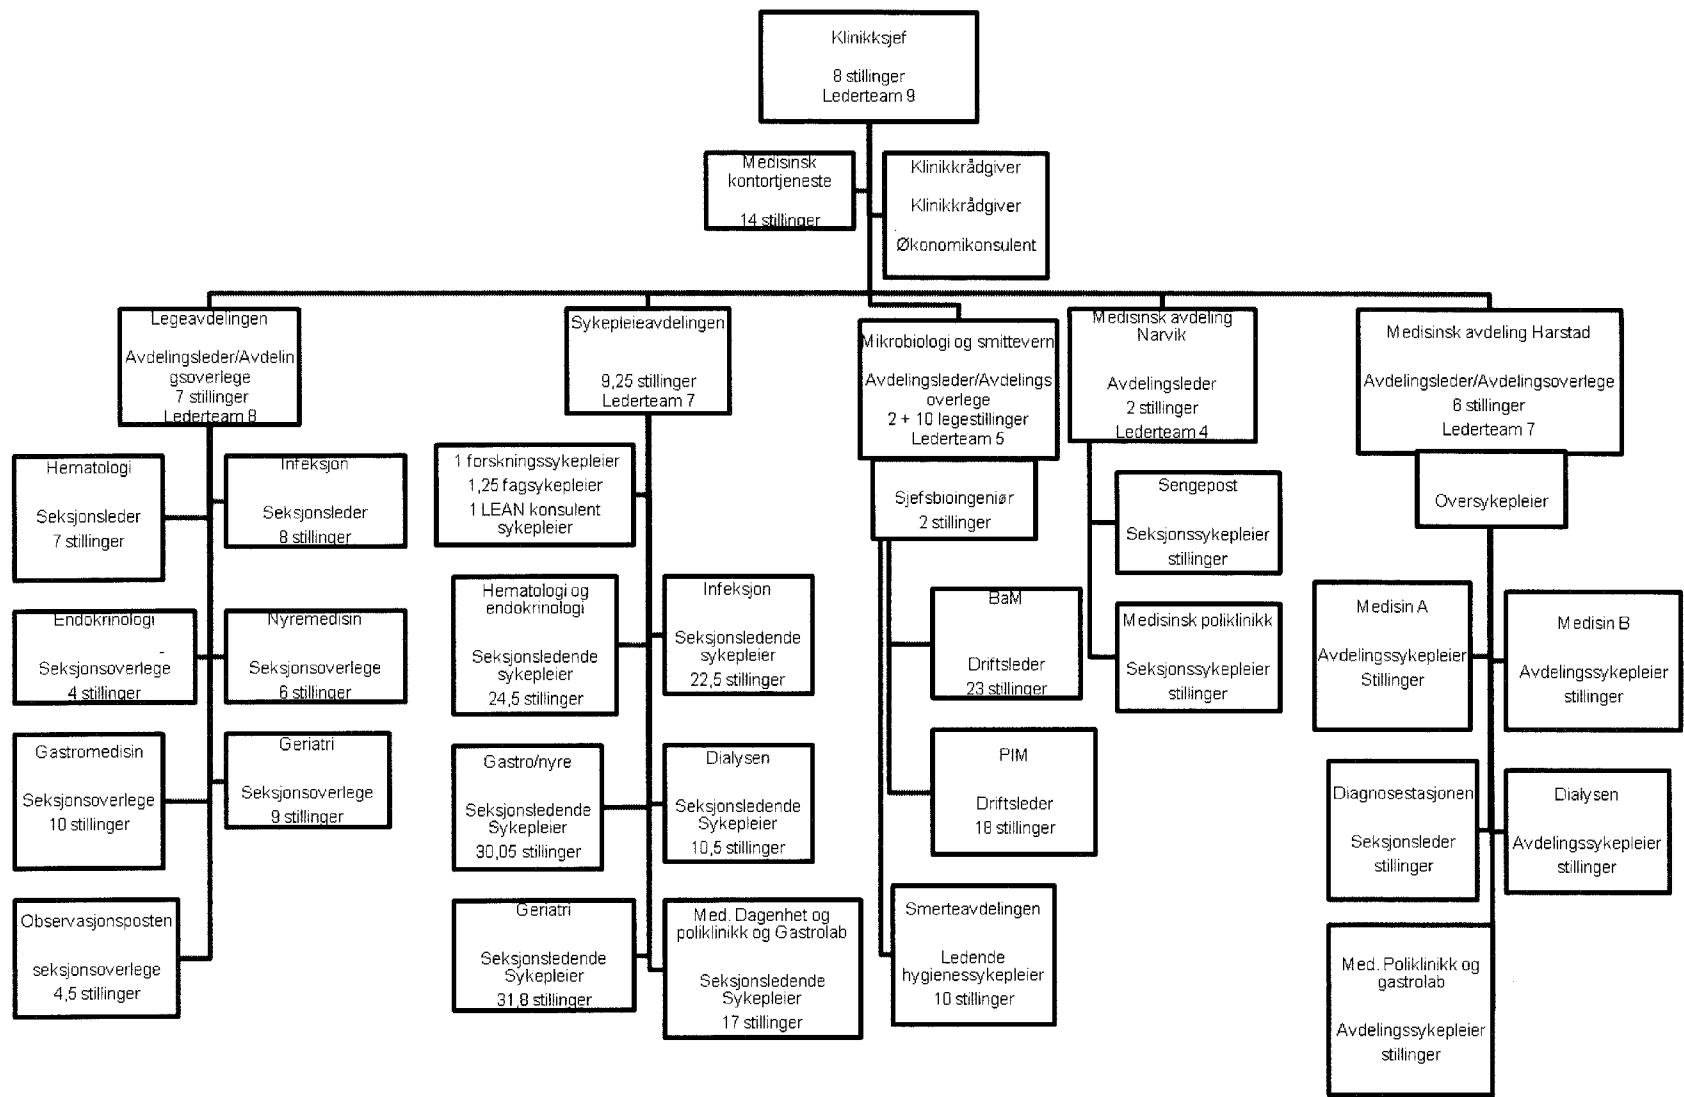 Klinikksjef
8 stillinger
Lederteam 9
Medisinsk
kontortjeneste
14 stillinger
Klinikkrådgiver
Klinikkrådgiver
Økonomikonsulent
Legeavdelingen
Avdelingsleder/Avdelin
gsoverlege
7 stillinger
Lederteam 8
Hematologi
Seksjonsleder
7 stillinger
Infeksjon
Seksjonsleder
8 stillinger
Endokrinologi
Seksjonsoverlege
4 stillinger
Nyremedisin
Seksjonsoverlege
6 stillinger
Gastromedisin
Seksjonsoverlege
10 stillinger
Geriatri
Seksjonsoverlege
9 stillinger
Observasjonsposten
seksjonsoverlege
4,5 stillinger
Sykepleieavdelingen
9,25 stillinger
Lederteam 7
1 forskningssykepleier
1,25 fagsykepleier
1 LEAN konsulent
sykepleier
Hematologi og
endokrinologi
Seksjonsledende
sykepleier
24,5 stillinger
Infeksjon
Seksjonsledende
sykepleier
22,5 stillinger
Gastro/nyre
Seksjonsledende
Sykepleier
30,05 stillinger
Dialysen
Seksjonsledende
Sykepleier
10,5 stillinger
Geriatri
Seksjonsledende
Sykepleier
31,8 stillinger
Med. Dagenhet og
poliklinikk og Gastrolab
Seksjonsledende
Sykepleier
17 stillinger
Mikrobiologi og smittevern
Avdelingsleder/Avdelings
overlege
2 + 10 legestillinger
Lederteam 5
Sjefsbioingeniør
2 stillinger
BaM
Driftsleder
23 stillinger
PIM
Driftsleder
18 stillinger
Smerteavdelingen
Ledende
hygienessykepleier
10 stillinger
Medisinsk avdeling
Narvik
Avdelingsleder
2 stillinger
Lederteam 4
Sengepost
Seksjonssykepleier
stillinger
Medisinsk poliklinikk
Seksjonssykepleier
stillinger
Medisinsk avdeling Harstad
Avdelingsleder/Avdelingsoverlege
6 stillinger
Lederteam 7
Oversykepleier
Medisin A
Avdelingssykepleier
Stillinger
Medisin B
Avdelingssykepleier
stillinger
Diagnosestasjonen
Seksjonsleder
stillinger
Dialysen
Avdelingssykepleier
stillinger
Med. Poliklinikk og
gastrolab
Avdelingssykepleier
stillinger